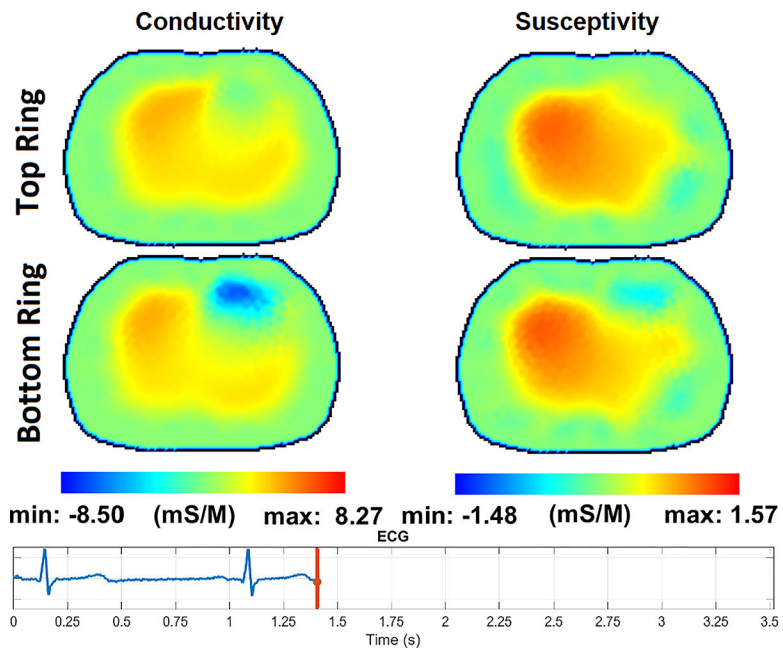 Conductivity Susceptivity
Top Ring
Bottom Ring
min: -8.50 (mS/M) max: 8.27 min: -1.48 (mS/M) max: 1.57
ECG
0 0.25 0.5 0.75 1 1.25 1.5 1.75 2 2.25 2.5 2.75 3 3.25 3.5
Time (s)